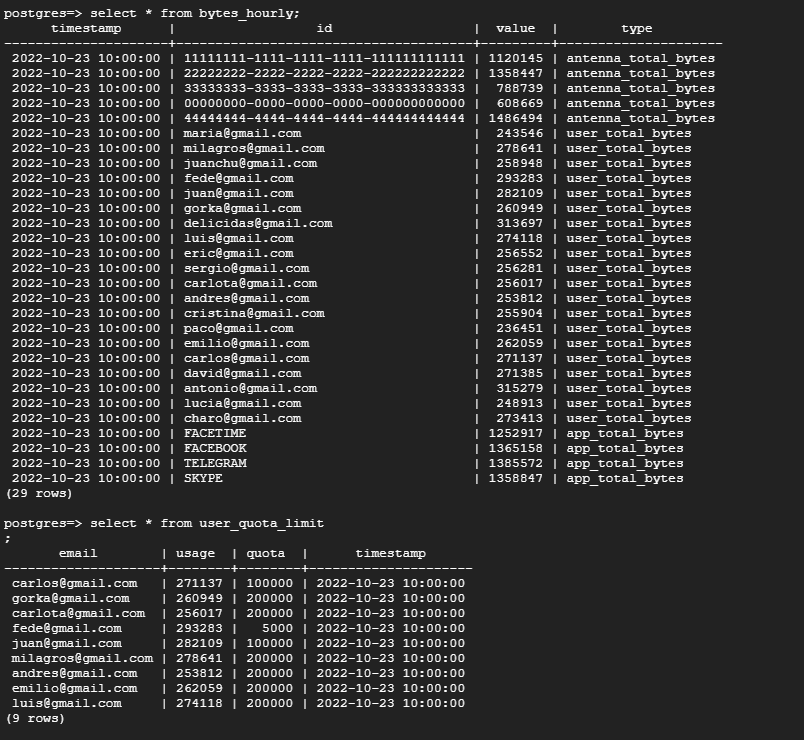 postgres=> select * from bytes_hourly;
      timestamp      |                  id                  |  value  |        type
---------------------+--------------------------------------+---------+---------------------
 2022-10-23 10:00:00 | 11111111-1111-1111-1111-111111111111 | 1120145 | antenna_total_bytes
 2022-10-23 10:00:00 | 22222222-2222-2222-2222-222222222222 | 1358447 | antenna_total_bytes
 2022-10-23 10:00:00 | 33333333-3333-3333-3333-333333333333 |  788739 | antenna_total_bytes
 2022-10-23 10:00:00 | 00000000-0000-0000-0000-000000000000 |  608669 | antenna_total_bytes
 2022-10-23 10:00:00 | 44444444-4444-4444-4444-444444444444 | 1486494 | antenna_total_bytes
 2022-10-23 10:00:00 | maria@gmail.com                      |  243546 | user_total_bytes
 2022-10-23 10:00:00 | milagros@gmail.com                   |  278641 | user_total_bytes
 2022-10-23 10:00:00 | juanchu@gmail.com                    |  258948 | user_total_bytes
 2022-10-23 10:00:00 | fede@gmail.com                       |  293283 | user_total_bytes
 2022-10-23 10:00:00 | juan@gmail.com                       |  282109 | user_total_bytes
 2022-10-23 10:00:00 | gorka@gmail.com                      |  260949 | user_total_bytes
 2022-10-23 10:00:00 | delicidas@gmail.com                  |  313697 | user_total_bytes
 2022-10-23 10:00:00 | luis@gmail.com                       |  274118 | user_total_bytes
 2022-10-23 10:00:00 | eric@gmail.com                       |  256552 | user_total_bytes
 2022-10-23 10:00:00 | sergio@gmail.com                     |  256281 | user_total_bytes
 2022-10-23 10:00:00 | carlota@gmail.com                    |  256017 | user_total_bytes
 2022-10-23 10:00:00 | andres@gmail.com                     |  253812 | user_total_bytes
 2022-10-23 10:00:00 | cristina@gmail.com                   |  255904 | user_total_bytes
 2022-10-23 10:00:00 | paco@gmail.com                       |  236451 | user_total_bytes
 2022-10-23 10:00:00 | emilio@gmail.com                     |  262059 | user_total_bytes
 2022-10-23 10:00:00 | carlos@gmail.com                     |  271137 | user_total_bytes
 2022-10-23 10:00:00 | david@gmail.com                      |  271385 | user_total_bytes
 2022-10-23 10:00:00 | antonio@gmail.com                    |  315279 | user_total_bytes
 2022-10-23 10:00:00 | lucia@gmail.com                      |  248913 | user_total_bytes
 2022-10-23 10:00:00 | charo@gmail.com                      |  273413 | user_total_bytes
 2022-10-23 10:00:00 | FACETIME                             | 1252917 | app_total_bytes
 2022-10-23 10:00:00 | FACEBOOK                             | 1365158 | app_total_bytes
 2022-10-23 10:00:00 | TELEGRAM                             | 1385572 | app_total_bytes
 2022-10-23 10:00:00 | SKYPE                                | 1358847 | app_total_bytes
(29 rows)
postgres=> select * from user_quota_limit
;
       email        | usage  | quota  |      timestamp
--------------------+--------+--------+---------------------
 carlos@gmail.com   | 271137 | 100000 | 2022-10-23 10:00:00
 gorka@gmail.com    | 260949 | 200000 | 2022-10-23 10:00:00
 carlota@gmail.com  | 256017 | 200000 | 2022-10-23 10:00:00
 fede@gmail.com     | 293283 |   5000 | 2022-10-23 10:00:00
 juan@gmail.com     | 282109 | 100000 | 2022-10-23 10:00:00
 milagros@gmail.com | 278641 | 200000 | 2022-10-23 10:00:00
 andres@gmail.com   | 253812 | 200000 | 2022-10-23 10:00:00
 emilio@gmail.com   | 262059 | 200000 | 2022-10-23 10:00:00
 luis@gmail.com     | 274118 | 200000 | 2022-10-23 10:00:00
(9 rows)